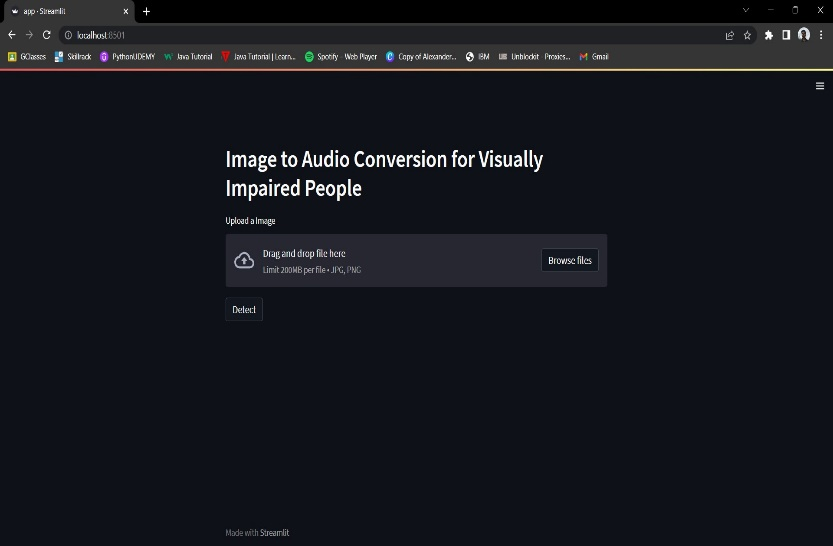 app · Streamlit
localhost:8501
GClasses Skillrack PythonUDEMY Java Tutorial Java Tutorial | Learn... Spotify - Web Player Copy of Alexander... IBM Unblockit - Proxies... Gmail
Image to Audio Conversion for Visually
Impaired People
Upload a Image
Drag and drop file here
Limit 200MB per file • JPG, PNG
Browse files
Detect
Made with Streamlit